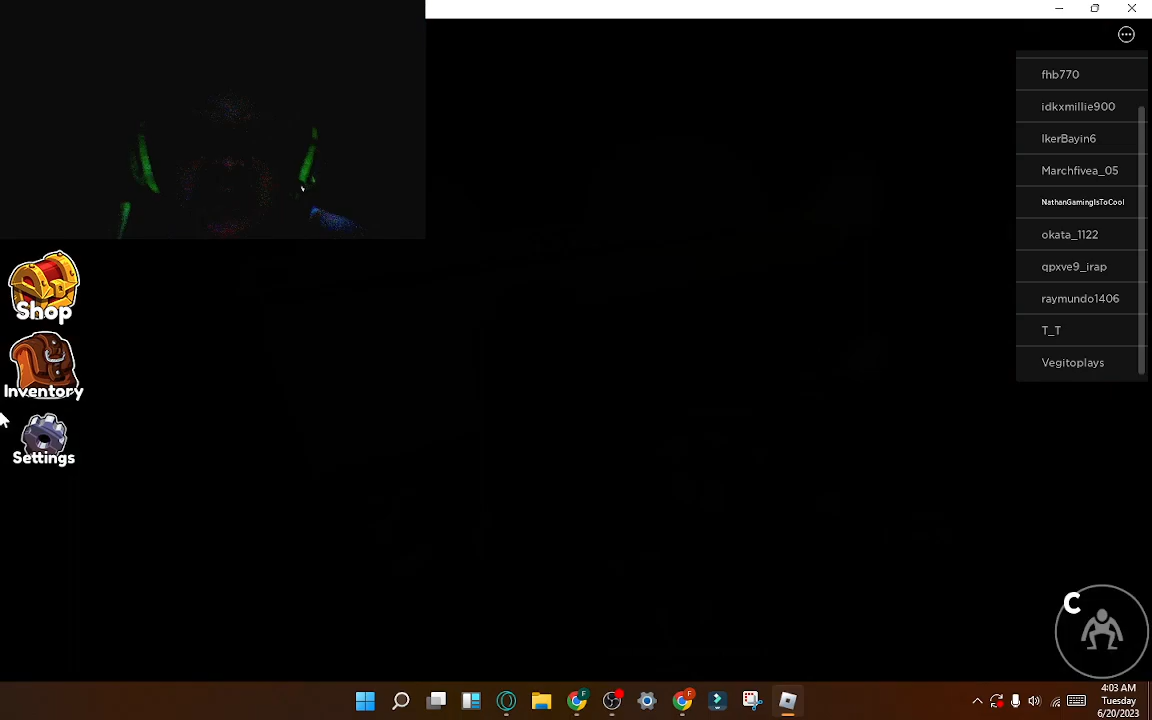 fhb770
idkxmillie900
IkerBayin6
Marchfivea_05
NathanGamingIsToCool
okata_1122
qpxve9_irap
raymundo1406
T_T
Vegitoplays
Shop
Inventory
Settings
C
F
F
4:03 AM
Tuesday
6/20/2023